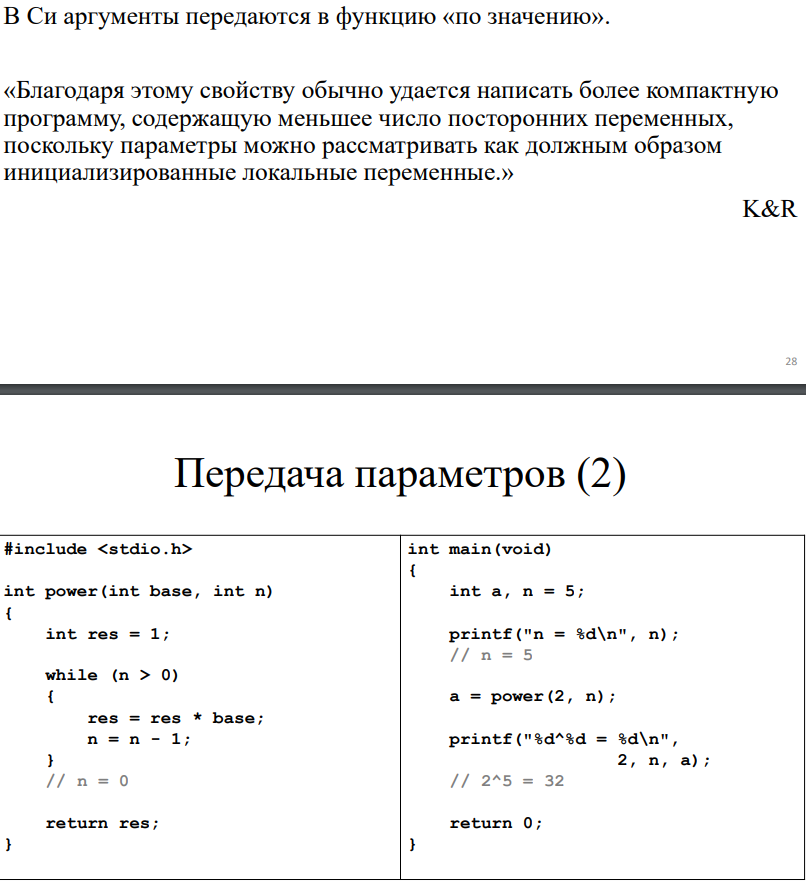 В Си аргументы передаются в функцию «по значению».
«Благодаря этому свойству обычно удается написать более компактную
программу, содержащую меньшее число посторонних переменных,
поскольку параметры можно рассматривать как должным образом
инициализированные локальные переменные.»
K&R
28
Передача параметров (2)
#include <stdio.h>
int power(int base, int n)
{
    int res = 1;
    while (n > 0)
    {
        res = res * base;
        n = n - 1;
    }
    // n = 0
    return res;
}
int main(void)
{
    int a, n = 5;
    printf("n = %d\n", n);
    // n = 5
    a = power(2, n);
    printf("%d^%d = %d\n",
                    2, n, a);
    // 2^5 = 32
    return 0;
}